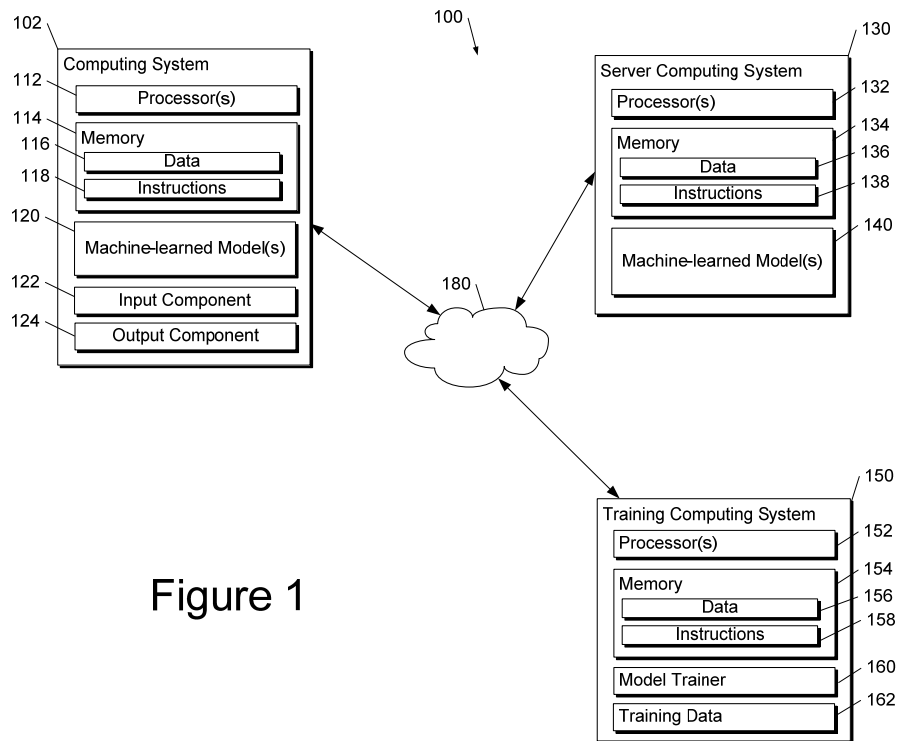 100
102
Computing System
112
Processor(s)
114
Memory
116
Data
118
Instructions
120
Machine-learned Model(s)
122
Input Component
124
Output Component
130
Server Computing System
Processor(s)
132
134
Memory
Data
136
Instructions
138
140
Machine-learned Model(s)
180
150
Training Computing System
Processor(s)
152
154
Memory
Data
156
Instructions
158
Model Trainer
160
Training Data
162
Figure 1